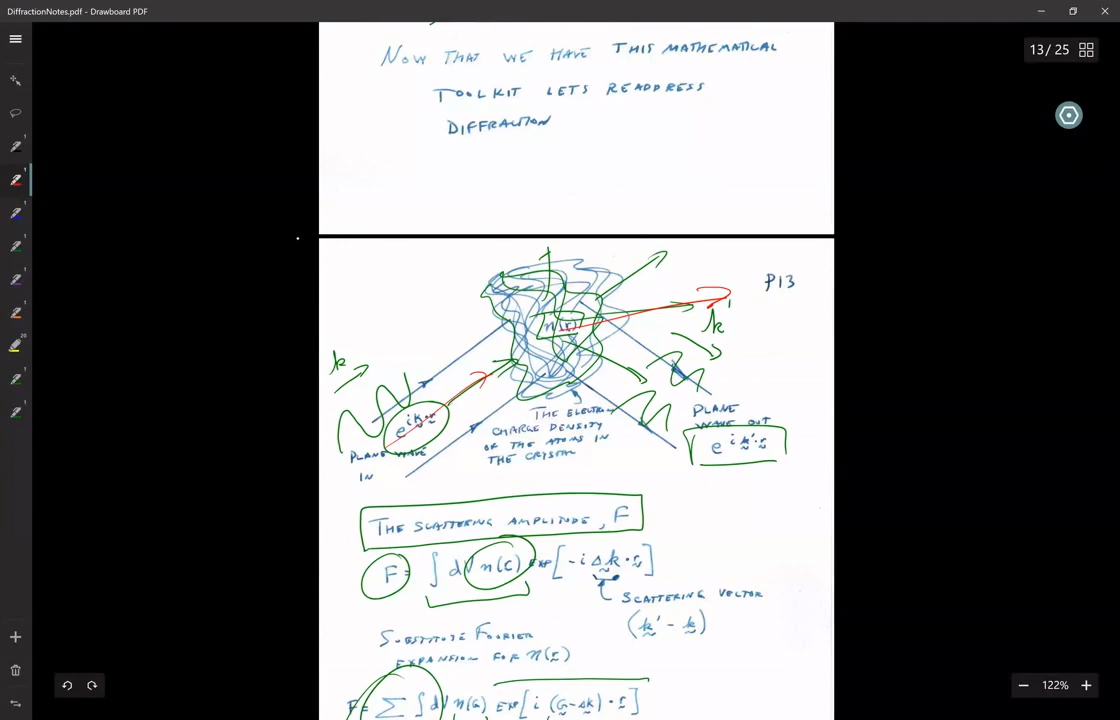 DiffractionNotes.pdf - Drawboard PDF
13/25
NOW THAT WE HAVE THIS MATHEMATICAL
TOOLKIT LETS READDRESS
DIFFRACTION
P13
n(r)
k'
k
e^{ik·r}
PLANE WAVE
IN
THE ELECTRON
CHARGE DENSITY
OF THE ATOMS IN
THE CRYSTAL
PLANE
WAVE OUT
e^{ik'·r}
THE SCATTERING AMPLITUDE, F
F = ∫ dV n(r) EXP[-iΔk·r]
SCATTERING VECTOR
(k' - k)
SUBSTITUTE FOURIER
EXPANSION FOR n(r)
F = Σ ∫ dV n(G) EXP[i (G-Δk)·r]
122%